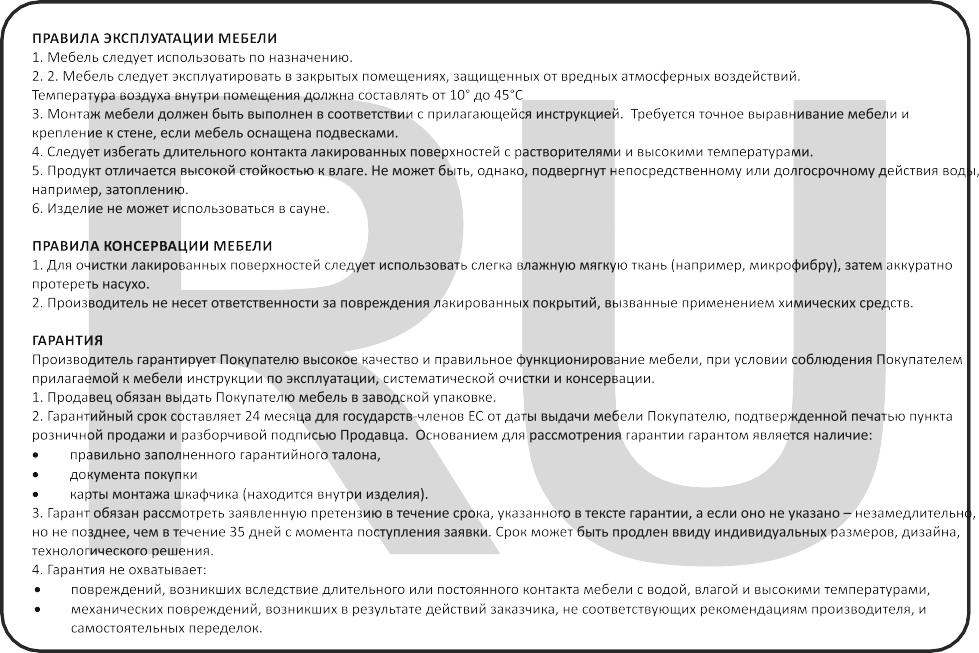 ПРАВИЛА ЭКСПЛУАТАЦИИ МЕБЕЛИ
1. Мебель следует использовать по назначению.
2. 2. Мебель следует эксплуатировать в закрытых помещениях, защищенных от вредных атмосферных воздействий.
Температура воздуха внутри помещения должна составлять от 10° до 45°C
3. Монтаж мебели должен быть выполнен в соответствии с прилагающейся инструкцией. Требуется точное выравнивание мебели и
крепление к стене, если мебель оснащена подвесками.
4. Следует избегать длительного контакта лакированных поверхностей с растворителями и высокими температурами.
5. Продукт отличается высокой стойкостью к влаге. Не может быть, однако, подвергнут непосредственному или долгосрочному действия воды,
например, затоплению.
6. Изделие не может использоваться в сауне.
ПРАВИЛА КОНСЕРВАЦИИ МЕБЕЛИ
1. Для очистки лакированных поверхностей следует использовать слегка влажную мягкую ткань (например, микрофибру), затем аккуратно
протереть насухо.
2. Производитель не несет ответственности за повреждения лакированных покрытий, вызванные применением химических средств.
ГАРАНТИЯ
Производитель гарантирует Покупателю высокое качество и правильное функционирование мебели, при условии соблюдения Покупателем
прилагаемой к мебели инструкции по эксплуатации, систематической очистки и консервации.
1. Продавец обязан выдать Покупателю мебель в заводской упаковке.
2. Гарантийный срок составляет 24 месяца для государств-членов ЕС от даты выдачи мебели Покупателю, подтвержденной печатью пункта
розничной продажи и разборчивой подписью Продавца. Основанием для рассмотрения гарантии гарантом является наличие:
• правильно заполненного гарантийного талона,
• документа покупки
• карты монтажа шкафчика (находится внутри изделия).
3. Гарант обязан рассмотреть заявленную претензию в течение срока, указанного в тексте гарантии, а если оно не указано – незамедлительно,
но не позднее, чем в течение 35 дней с момента поступления заявки. Срок может быть продлен ввиду индивидуальных размеров, дизайна,
технологического решения.
4. Гарантия не охватывает:
• повреждений, возникших вследствие длительного или постоянного контакта мебели с водой, влагой и высокими температурами,
• механических повреждений, возникших в результате действий заказчика, не соответствующих рекомендациям производителя, и
самостоятельных переделок.
RU